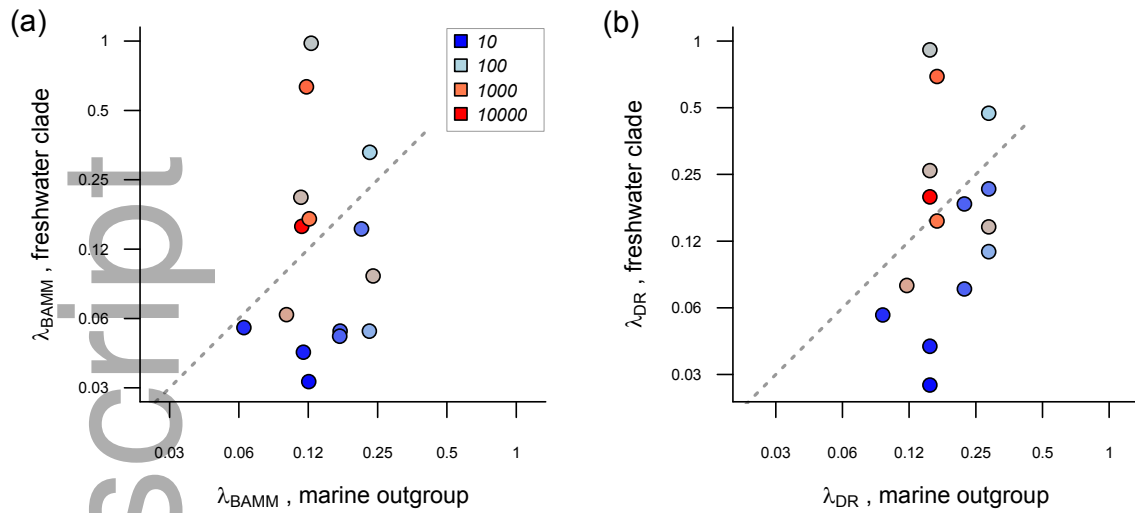 (a)
1
0.5
0.25
0.12
0.06
0.03
λBAMM , freshwater clade
10
100
1000
10000
0.03 0.06 0.12 0.25 0.5 1
λBAMM , marine outgroup
(b)
1
0.5
0.25
0.12
0.06
0.03
λDR , freshwater clade
0.03 0.06 0.12 0.25 0.5 1
λDR , marine outgroup
script